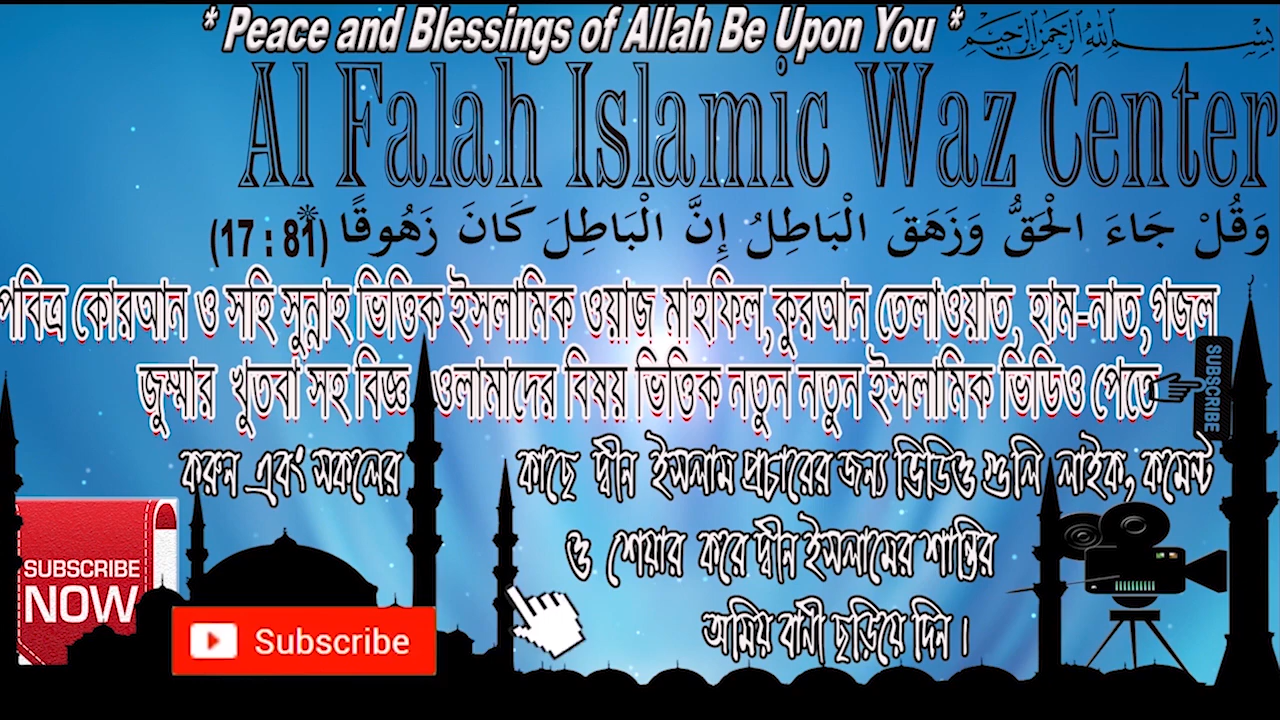 * Peace and Blessings of Allah Be Upon You *
بِسْمِ اللهِ الرَّحْمٰنِ الرَّحِيْمِ
Al Falah Islamic Waz Center
وَقُلْ جَاءَ الْحَقُّ وَزَهَقَ الْبَاطِلُ إِنَّ الْبَاطِلَ كَانَ زَهُوقًا (17 : 81)
পবিত্র কোরআন ও সহি সুন্নাহ ভিত্তিক ইসলামিক ওয়াজ মাহফিল,কুরআন তেলাওয়াত, হাম-নাত,গজল
জুম্মার খুতবা সহ বিজ্ঞ ওলামাদের বিষয় ভিত্তিক নতুন নতুন ইসলামিক ভিডিও পেতে
SUBSCRIBE
করুন এবং সকলের কাছে দ্বীন ইসলাম প্রচারের জন্য ভিডিও গুলি লাইক, কমেন্ট
ও শেয়ার করে দ্বীন ইসলামের শান্তির
অমিয় বানী ছড়িয়ে দিন।
SUBSCRIBE
NOW
Subscribe